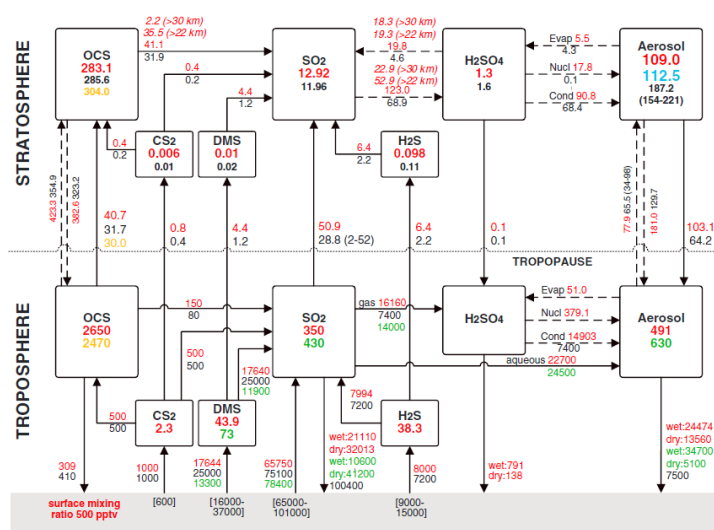 STRATOSPHERE
2.2 (>30 km)
35.5 (>22 km)
41.1
31.9
18.3 (>30 km)
19.3 (>22 km)
19.8
4.6
22.9 (>30 km)
52.9 (>22 km)
123.0
68.9
OCS
283.1
285.6
304.0
SO2
12.92
11.96
H2SO4
1.3
1.6
Evap 5.5
4.3
Nucl 17.8
0.1
Cond 90.8
68.4
Aerosol
109.0
112.5
187.2
(154-221)
0.4
0.2
4.4
1.2
0.4
0.2
CS2
0.006
0.01
DMS
0.01
0.02
6.4
2.2
H2S
0.098
0.11
423.3 354.9
382.6 323.2
40.7
31.7
30.0
0.8
0.4
4.4
1.2
50.9
28.8 (2-52)
6.4
2.2
0.1
0.1
77.9 65.5 (34-98)
181.0 129.7
103.1
64.2
TROPOPAUSE
TROPOSPHERE
OCS
2650
2470
150
80
500
500
SO2
350
430
gas 16160
7400
14000
H2SO4
Evap 51.0
Nucl 379.1
Cond 14903
7400
aqueous 22700
24500
Aerosol
491
630
17640
25000
11900
7994
7200
500
500
CS2
2.3
DMS
43.9
73
H2S
38.3
309
410
1000
1000
17644
25000
13300
65750
75100
78400
wet:21110
dry:32013
wet:10600
dry:41200
100400
8000
7200
wet:791
dry:138
wet:24474
dry:13560
wet:34700
dry:5100
7500
surface mixing
ratio 500 pptv
[600]
[16000-
37000]
[65000-
101000]
[9000-
15000]